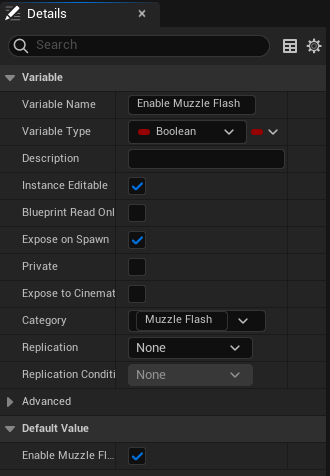 Details
Search
Variable
Variable Name Enable Muzzle Flash
Variable Type Boolean
Description
Instance Editable
Blueprint Read Onl
Expose on Spawn
Private
Expose to Cinemat
Category Muzzle Flash
Replication None
Replication Conditi None
Advanced
Default Value
Enable Muzzle Fl...